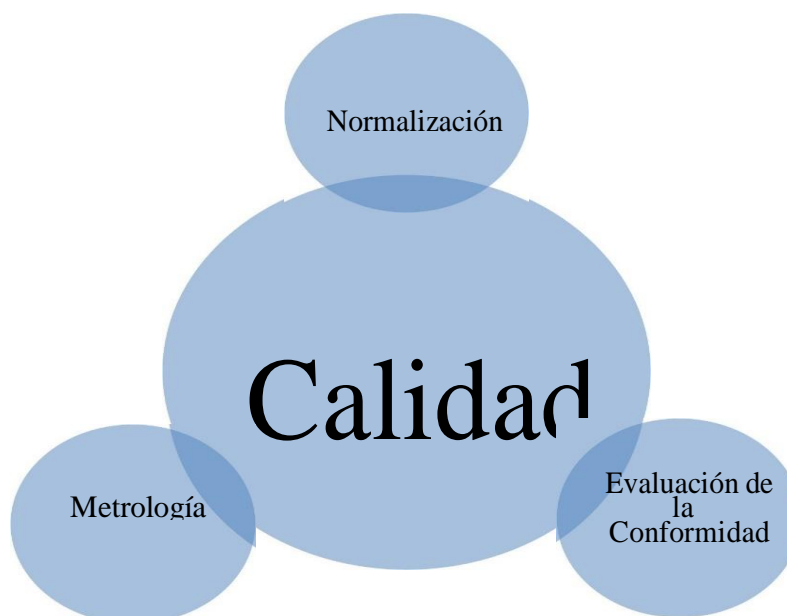 Normalización
Calidad
Metrología
Evaluación de
la
Conformidad